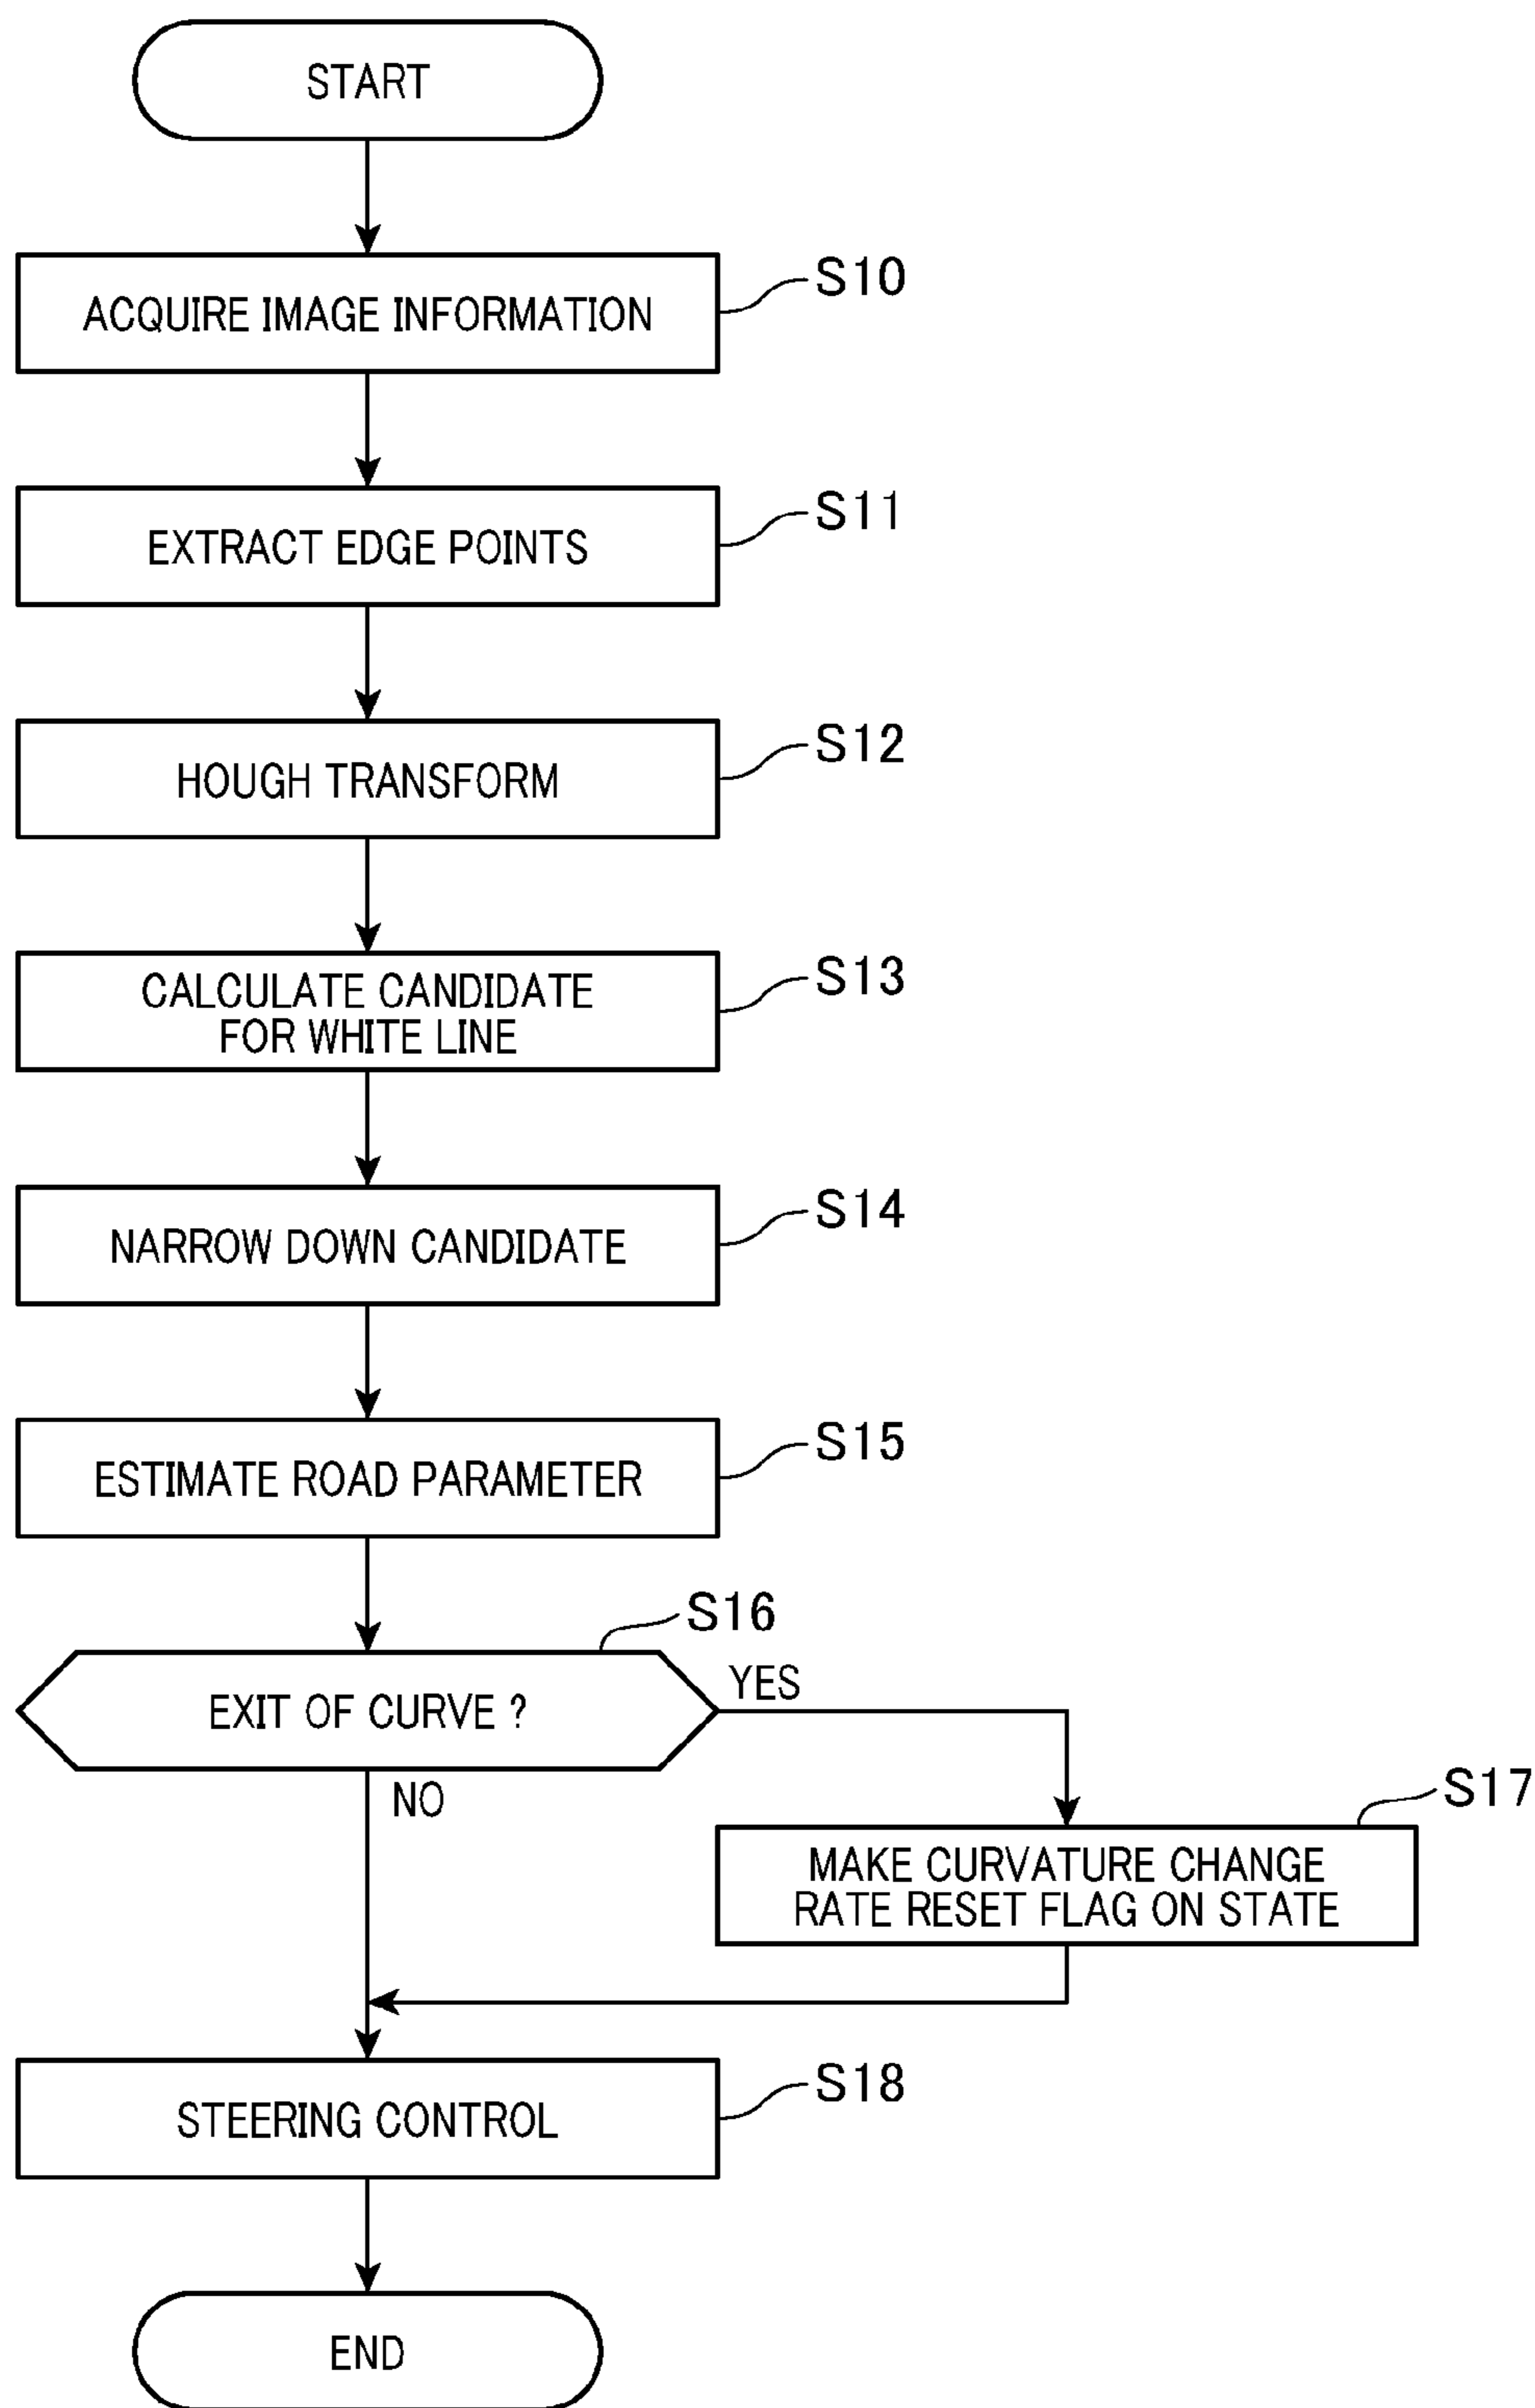 START
ACQUIRE IMAGE INFORMATION
S10
EXTRACT EDGE POINTS
S11
HOUGH TRANSFORM
S12
CALCULATE CANDIDATE
FOR WHITE LINE
S13
NARROW DOWN CANDIDATE
S14
ESTIMATE ROAD PARAMETER
S15
EXIT OF CURVE ?
S16
YES
NO
MAKE CURVATURE CHANGE
RATE RESET FLAG ON STATE
S17
STEERING CONTROL
S18
END